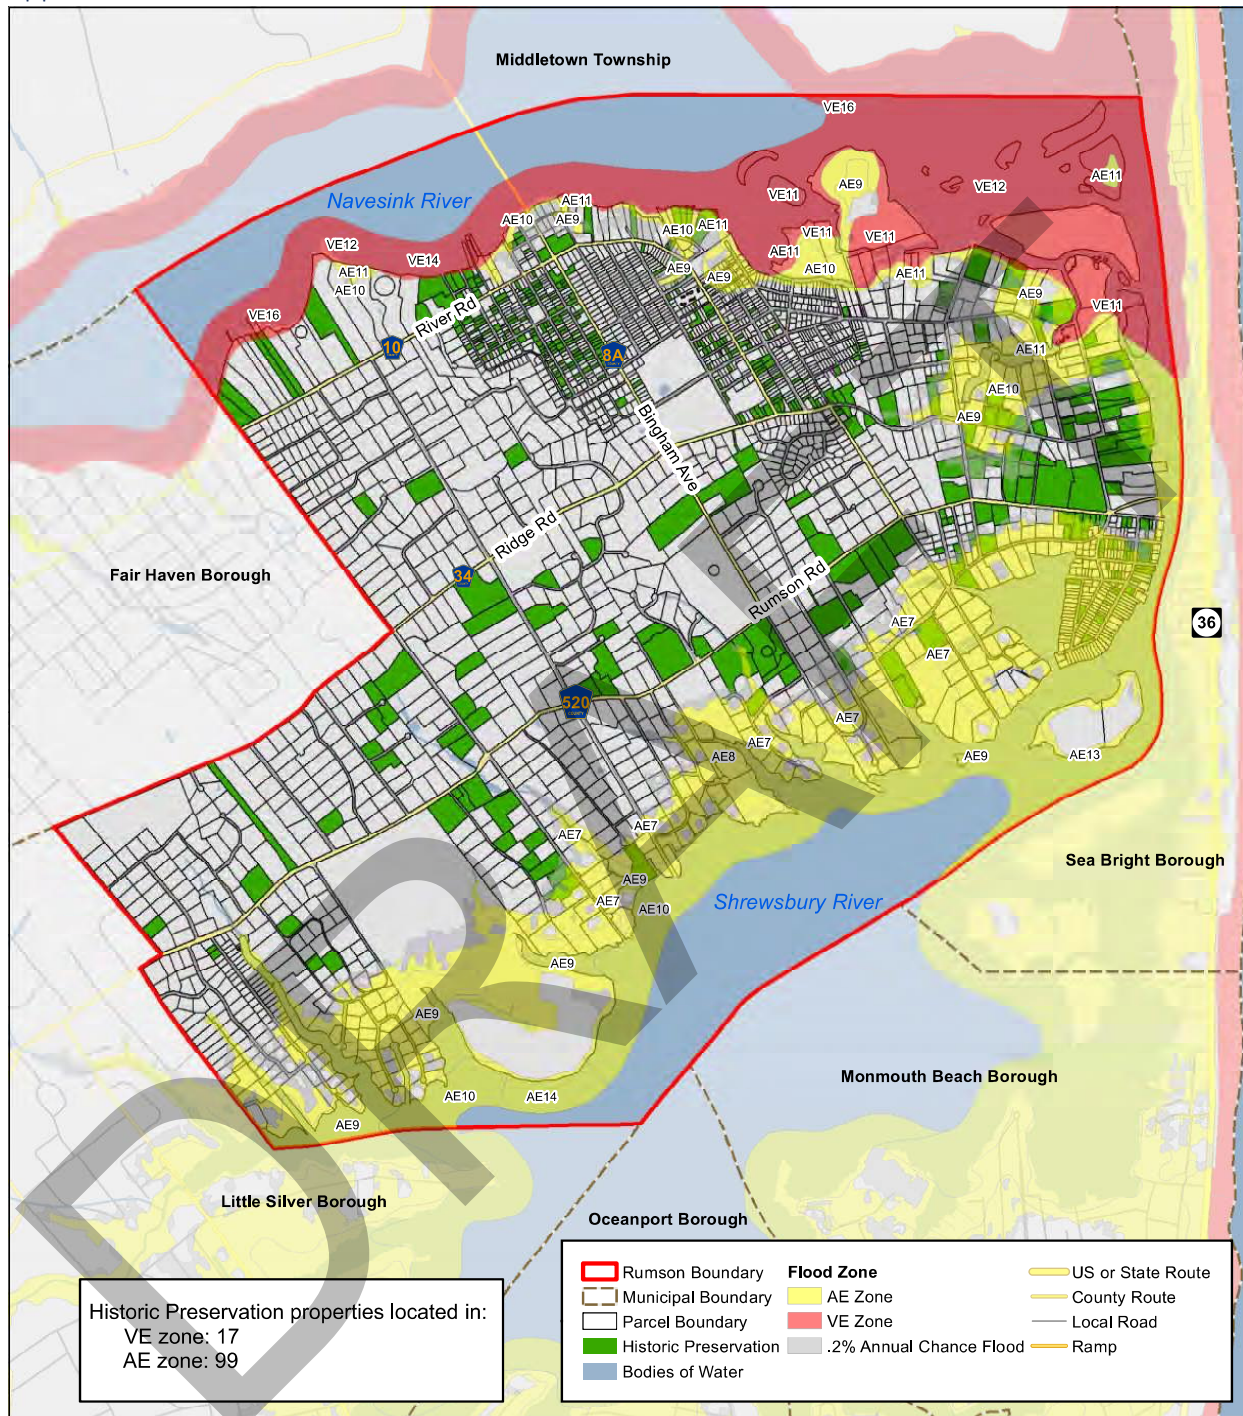 Middletown Township
VE16
Navesink River
AE11
AE10
AE9
VE11
AE9
VE12
AE11
VE12
VE14
AE11
AE10
AE10
AE11
AE9
AE9
VE11
AE11
AE10
VE11
AE11
AE9
VE11
VE16
10
River Rd
8A
AE11
AE10
AE9
Bingham Ave
Ridge Rd
34
Fair Haven Borough
Rumson Rd
AE7
AE7
36
520
COUNTY
AE7
AE7
AE8
AE9
AE13
AE7
AE7
AE9
AE7
AE10
Sea Bright Borough
Shrewsbury River
AE9
AE9
Monmouth Beach Borough
AE10
AE14
AE9
Little Silver Borough
Oceanport Borough
DRAFT
Historic Preservation properties located in:
VE zone: 17
AE zone: 99
Rumson Boundary
Municipal Boundary
Parcel Boundary
Historic Preservation
Bodies of Water
Flood Zone
AE Zone
VE Zone
.2% Annual Chance Flood
US or State Route
County Route
Local Road
Ramp